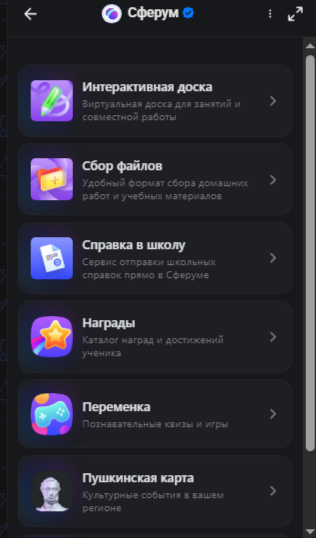 Сферум
Интерактивная доска
Виртуальная доска для занятий и
совместной работы
Сбор файлов
Удобный формат сбора домашних
работ и учебных материалов
Справка в школу
Сервис отправки школьных
справок прямо в Сферуме
Награды
Каталог наград и достижений
ученика
Переменка
Познавательные квизы и игры
Пушкинская карта
Культурные события в вашем
регионе